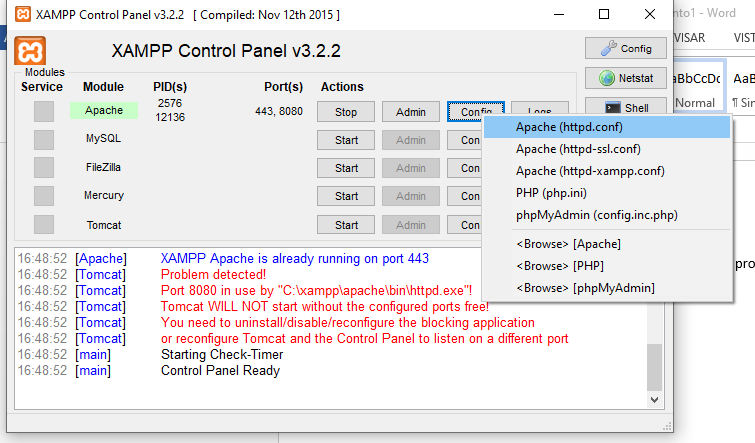 XAMPP Control Panel v3.2.2 [ Compiled: Nov 12th 2015 ]
nto1 - Word
XAMPP Control Panel v3.2.2
Config
VISAR
VIST
Modules
Service Module PID(s) Port(s) Actions
Netstat
Apache 2576 12136 443, 8080 Stop Admin Config Logs
Shell
aBbCcDc AaB
Normal ¶ Sin
MySQL Start Admin Con
FileZilla Start Admin Con
Mercury Start Admin Con
Tomcat Start Admin Con
Apache (httpd.conf)
Apache (httpd-ssl.conf)
Apache (httpd-xampp.conf)
PHP (php.ini)
phpMyAdmin (config.inc.php)
<Browse> [Apache]
<Browse> [PHP]
<Browse> [phpMyAdmin]
pro
16:48:52 [Apache] XAMPP Apache is already running on port 443
16:48:52 [Tomcat] Problem detected!
16:48:52 [Tomcat] Port 8080 in use by "C:\xampp\apache\bin\httpd.exe"!
16:48:52 [Tomcat] Tomcat WILL NOT start without the configured ports free!
16:48:52 [Tomcat] You need to uninstall/disable/reconfigure the blocking application
16:48:52 [Tomcat] or reconfigure Tomcat and the Control Panel to listen on a different port
16:48:52 [main] Starting Check-Timer
16:48:52 [main] Control Panel Ready